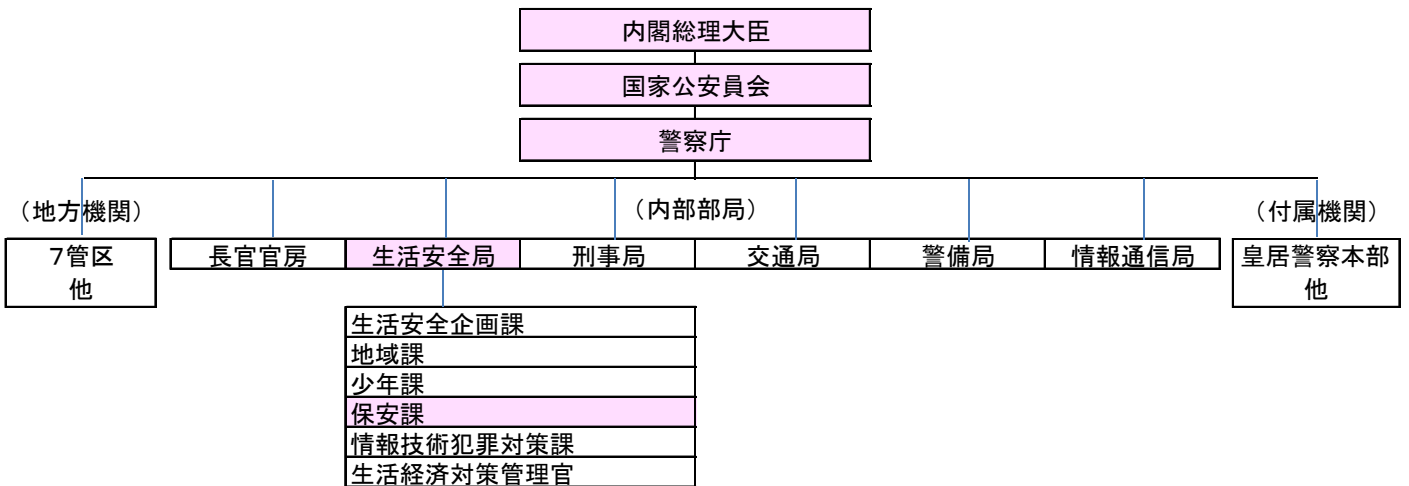 内閣総理大臣
国家公安員会
警察庁
（地方機関）
（内部部局）
（付属機関）
7管区
他
長官官房
生活安全局
刑事局
交通局
警備局
情報通信局
皇居警察本部
他
生活安全企画課
地域課
少年課
保安課
情報技術犯罪対策課
生活経済対策管理官